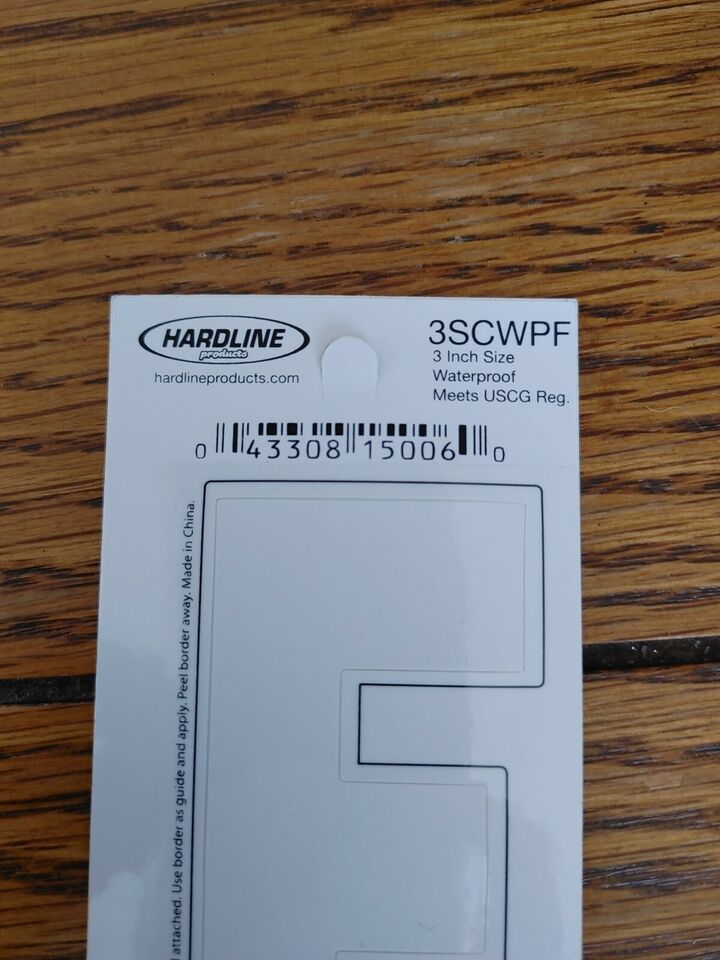 HARDLINE
products
hardlineproducts.com
3SCWPF
3 Inch Size
Waterproof
Meets USCG Reg.
0 43308 15006 0
attached. Use border as guide and apply. Peel border away. Made in China.